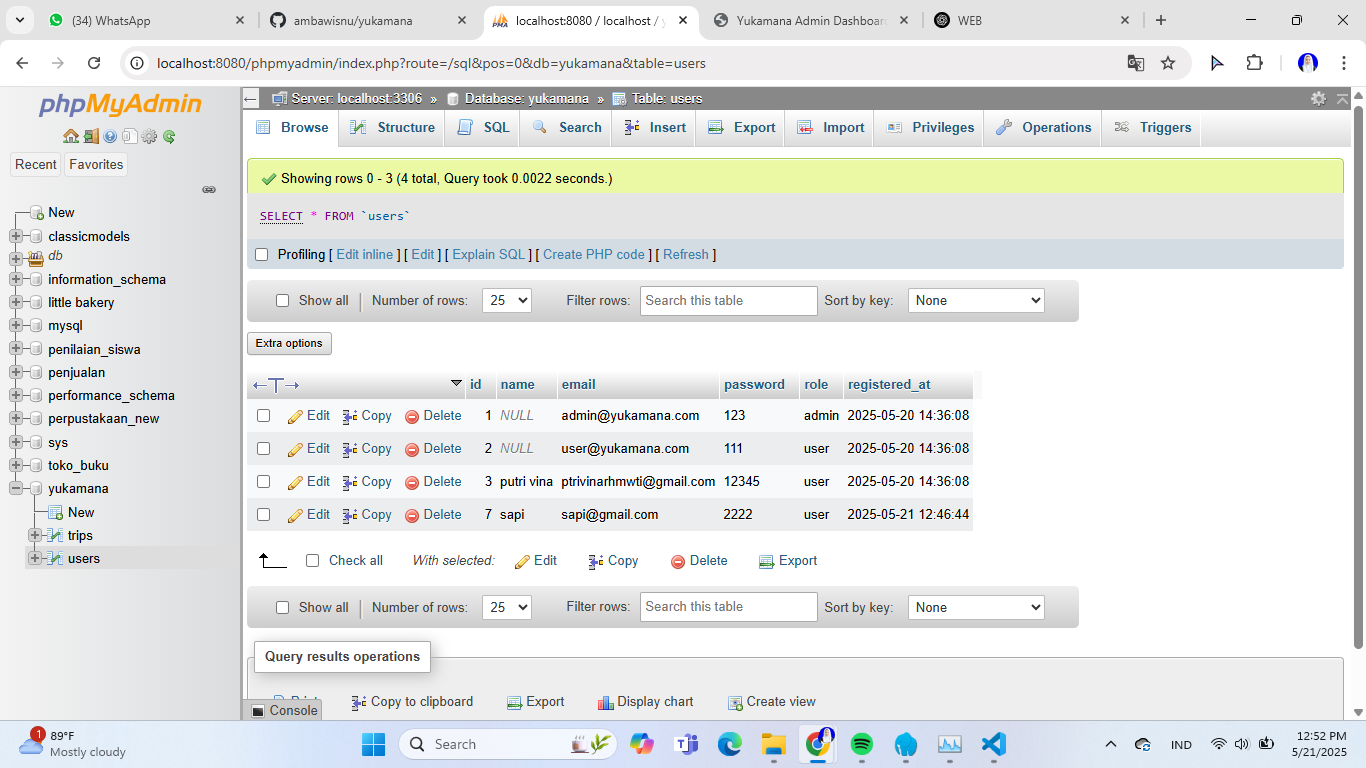 (34) WhatsApp
ambawisnu/yukamana
localhost:8080 / localhost / y
Yukamana Admin Dashboar
WEB
localhost:8080/phpmyadmin/index.php?route=/sql&pos=0&db=yukamana&table=users
phpMyAdmin
Recent Favorites
New
classicmodels
db
information_schema
little bakery
mysql
penilaian_siswa
penjualan
performance_schema
perpustakaan_new
sys
toko_buku
yukamana
New
trips
users
Server: localhost:3306 » Database: yukamana » Table: users
Browse Structure SQL Search Insert Export Import Privileges Operations Triggers
Showing rows 0 - 3 (4 total, Query took 0.0022 seconds.)
SELECT * FROM `users`
Profiling [ Edit inline ] [ Edit ] [ Explain SQL ] [ Create PHP code ] [ Refresh ]
Show all Number of rows: 25 Filter rows: Search this table Sort by key: None
Extra options
id name email password role registered_at
Edit Copy Delete 1 NULL admin@yukamana.com 123 admin 2025-05-20 14:36:08
Edit Copy Delete 2 NULL user@yukamana.com 111 user 2025-05-20 14:36:08
Edit Copy Delete 3 putri vina ptrivinarhmwti@gmail.com 12345 user 2025-05-20 14:36:08
Edit Copy Delete 7 sapi sapi@gmail.com 2222 user 2025-05-21 12:46:44
Check all With selected: Edit Copy Delete Export
Show all Number of rows: 25 Filter rows: Search this table Sort by key: None
Query results operations
Print Copy to clipboard Export Display chart Create view
Console
1
89°F
Mostly cloudy
Search
IND
12:52 PM
5/21/2025